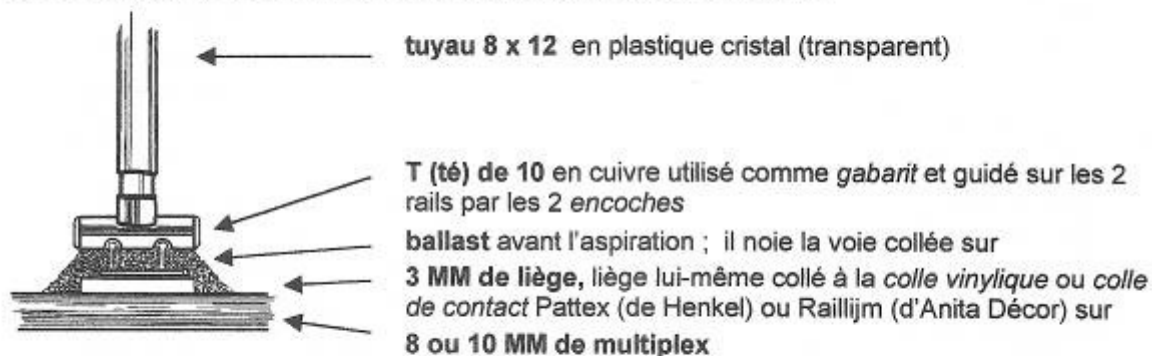 tuyau 8 x 12 en plastique cristal (transparent)
T (té) de 10 en cuivre utilisé comme gabarit et guidé sur les 2
rails par les 2 encoches
ballast avant l'aspiration ; il noie la voie collée sur
3 MM de liège, liège lui-même collé à la colle vinylique ou colle
de contact Pattex (de Henkel) ou Raillijm (d'Anita Décor) sur
8 ou 10 MM de multiplex